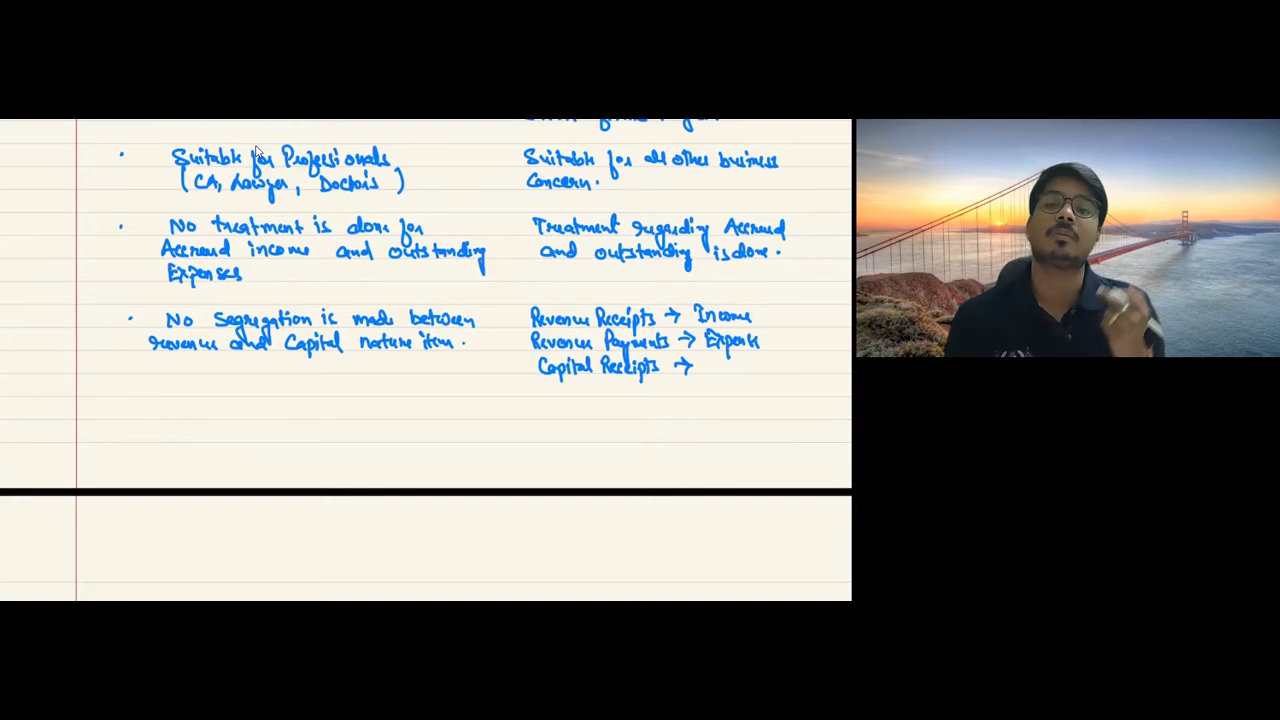 Suitable for Professionals
(CA, Lawyer, Doctors)
Suitable for all other business
Concern.
No treatment is done for
Accrued income and outstanding
Expenses
Treatment regarding Accrued
and outstanding is done.
No Segregation is made between
revenue and Capital nature item.
Revenue Receipts → Income
Revenue Payments → Expense
Capital Receipts →